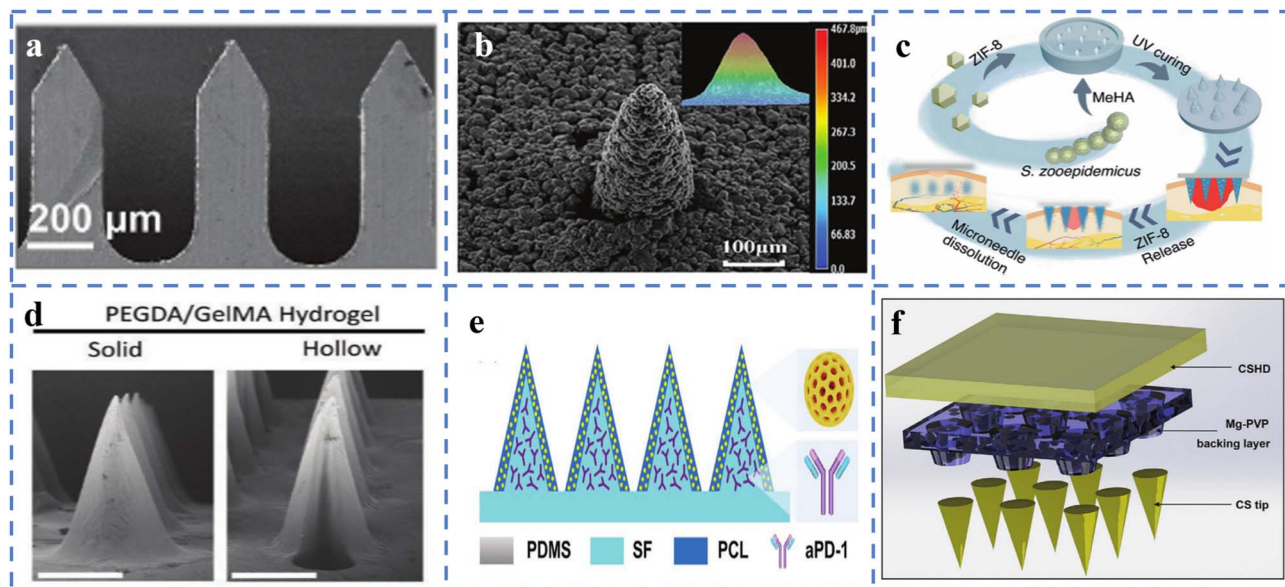 a
200 μm
b
467.8μm
401.0
334.2
267.3
200.5
133.7
66.83
0.0
100μm
c
ZIF-8
UV curing
MeHA
S. zooepidemicus
ZIF-8
Release
Microneedle
dissolution
d
PEGDA/GelMA Hydrogel
Solid
Hollow
e
PDMS
SF
PCL
aPD-1
f
CSHD
Mg-PVP
backing layer
CS tip